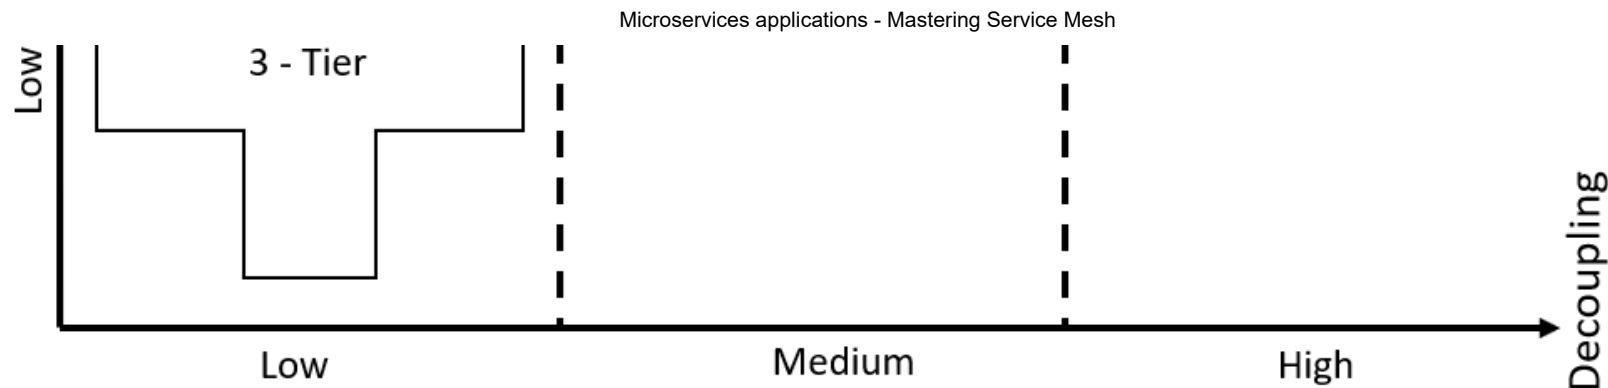 Microservices applications - Mastering Service Mesh
Low
3 - Tier
Decoupling
Low
Medium
High